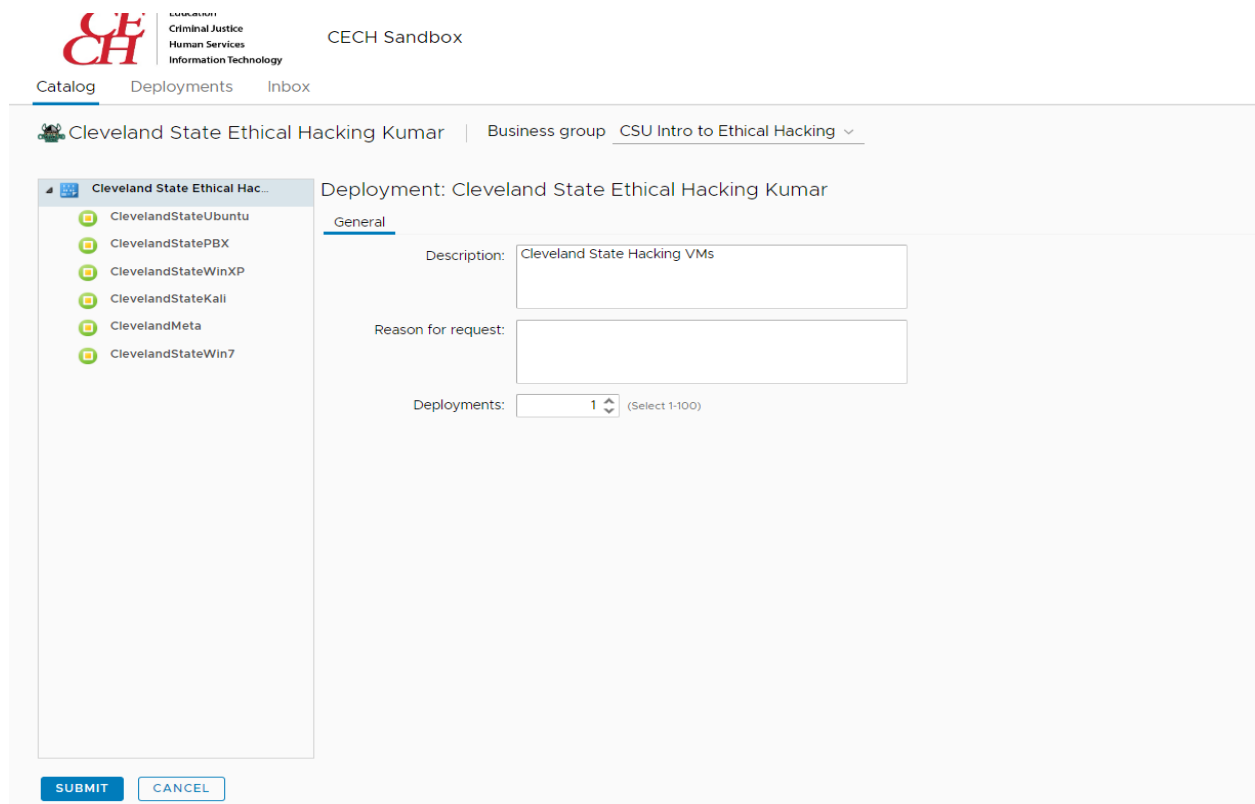 CECH
Education
Criminal Justice
Human Services
Information Technology
CECH Sandbox
Catalog Deployments Inbox
Cleveland State Ethical Hacking Kumar Business group CSU Intro to Ethical Hacking
Cleveland State Ethical Hac...
ClevelandStateUbuntu
ClevelandStatePBX
ClevelandStateWinXP
ClevelandStateKali
ClevelandMeta
ClevelandStateWin7
Deployment: Cleveland State Ethical Hacking Kumar
General
Description: Cleveland State Hacking VMs
Reason for request:
Deployments: 1 (Select 1-100)
SUBMIT CANCEL